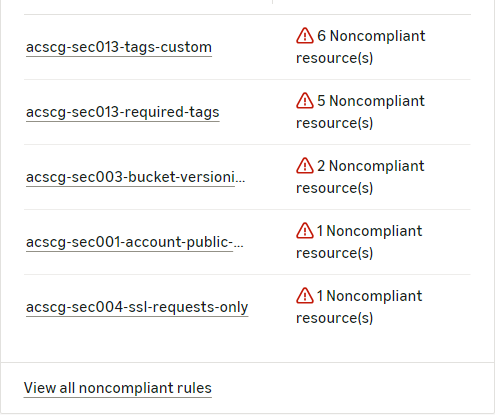 acscg-sec013-tags-custom
6 Noncompliant
resource(s)
acscg-sec013-required-tags
5 Noncompliant
resource(s)
acscg-sec003-bucket-versioni...
2 Noncompliant
resource(s)
acscg-sec001-account-public-...
1 Noncompliant
resource(s)
acscg-sec004-ssl-requests-only
1 Noncompliant
resource(s)
View all noncompliant rules